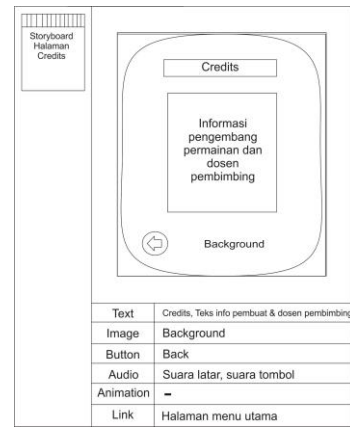 Storyboard
Halaman
Credits
Credits
Informasi
pengembang
permainan dan
dosen
pembimbing
Background
Text Credits, Teks info pembuat & dosen pembimbing
Image Background
Button Back
Audio Suara latar, suara tombol
Animation –
Link Halaman menu utama